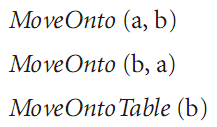 MoveOnto (a, b)
MoveOnto (b, a)
MoveOntoTable (b)